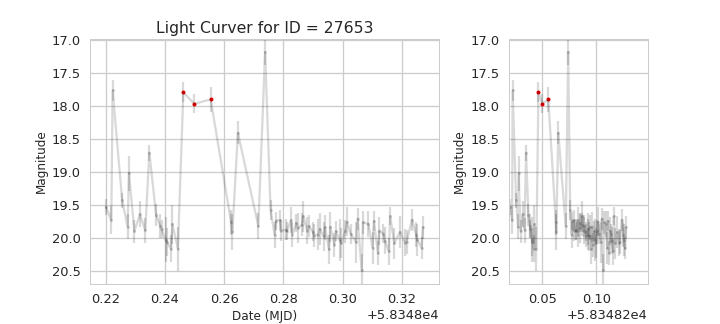 Light Curver for ID = 27653
17.0
17.5
18.0
18.5
19.0
19.5
20.0
20.5
Magnitude
0.22 0.24 0.26 0.28 0.30 0.32
Date (MJD)
+5.8348e4
17.0
17.5
18.0
18.5
19.0
19.5
20.0
20.5
Magnitude
0.05 0.10
+5.83482e4